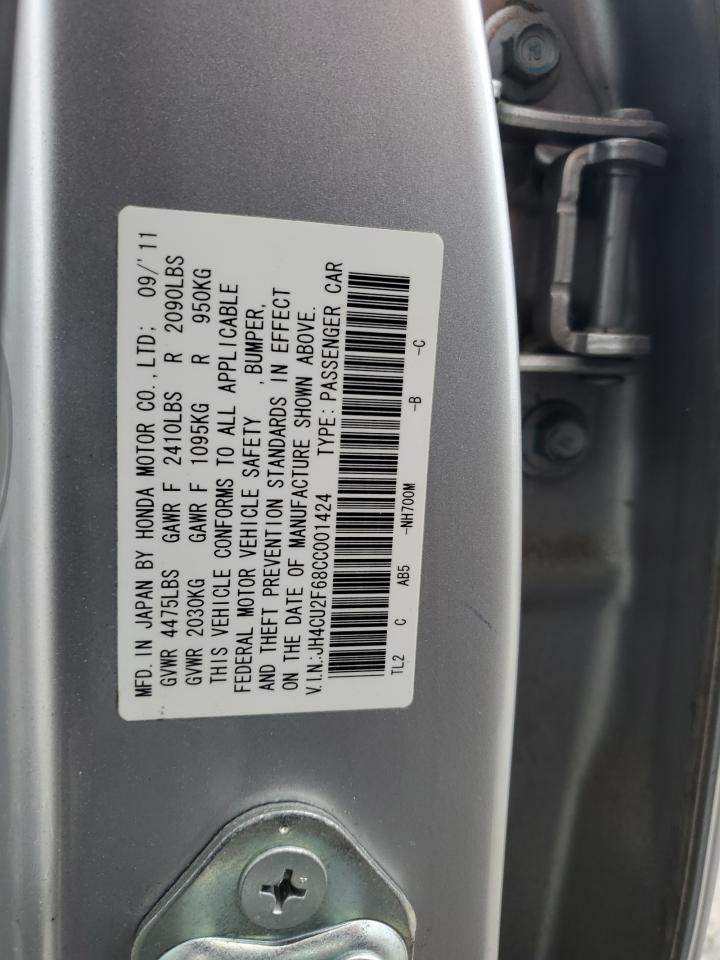 MFD. IN JAPAN BY HONDA MOTOR CO., LTD; 09/'11
GVWR 4475LBS GAWR F 2410LBS R 2090LBS
GVWR 2030KG GAWR F 1095KG R 950KG
THIS VEHICLE CONFORMS TO ALL APPLICABLE
FEDERAL MOTOR VEHICLE SAFETY , BUMPER,
AND THEFT PREVENTION STANDARDS IN EFFECT
ON THE DATE OF MANUFACTURE SHOWN ABOVE.
V.I.N.:JH4CU2F68CC001424 TYPE: PASSENGER CAR
TL2 C AB5 -NH700M -B -C